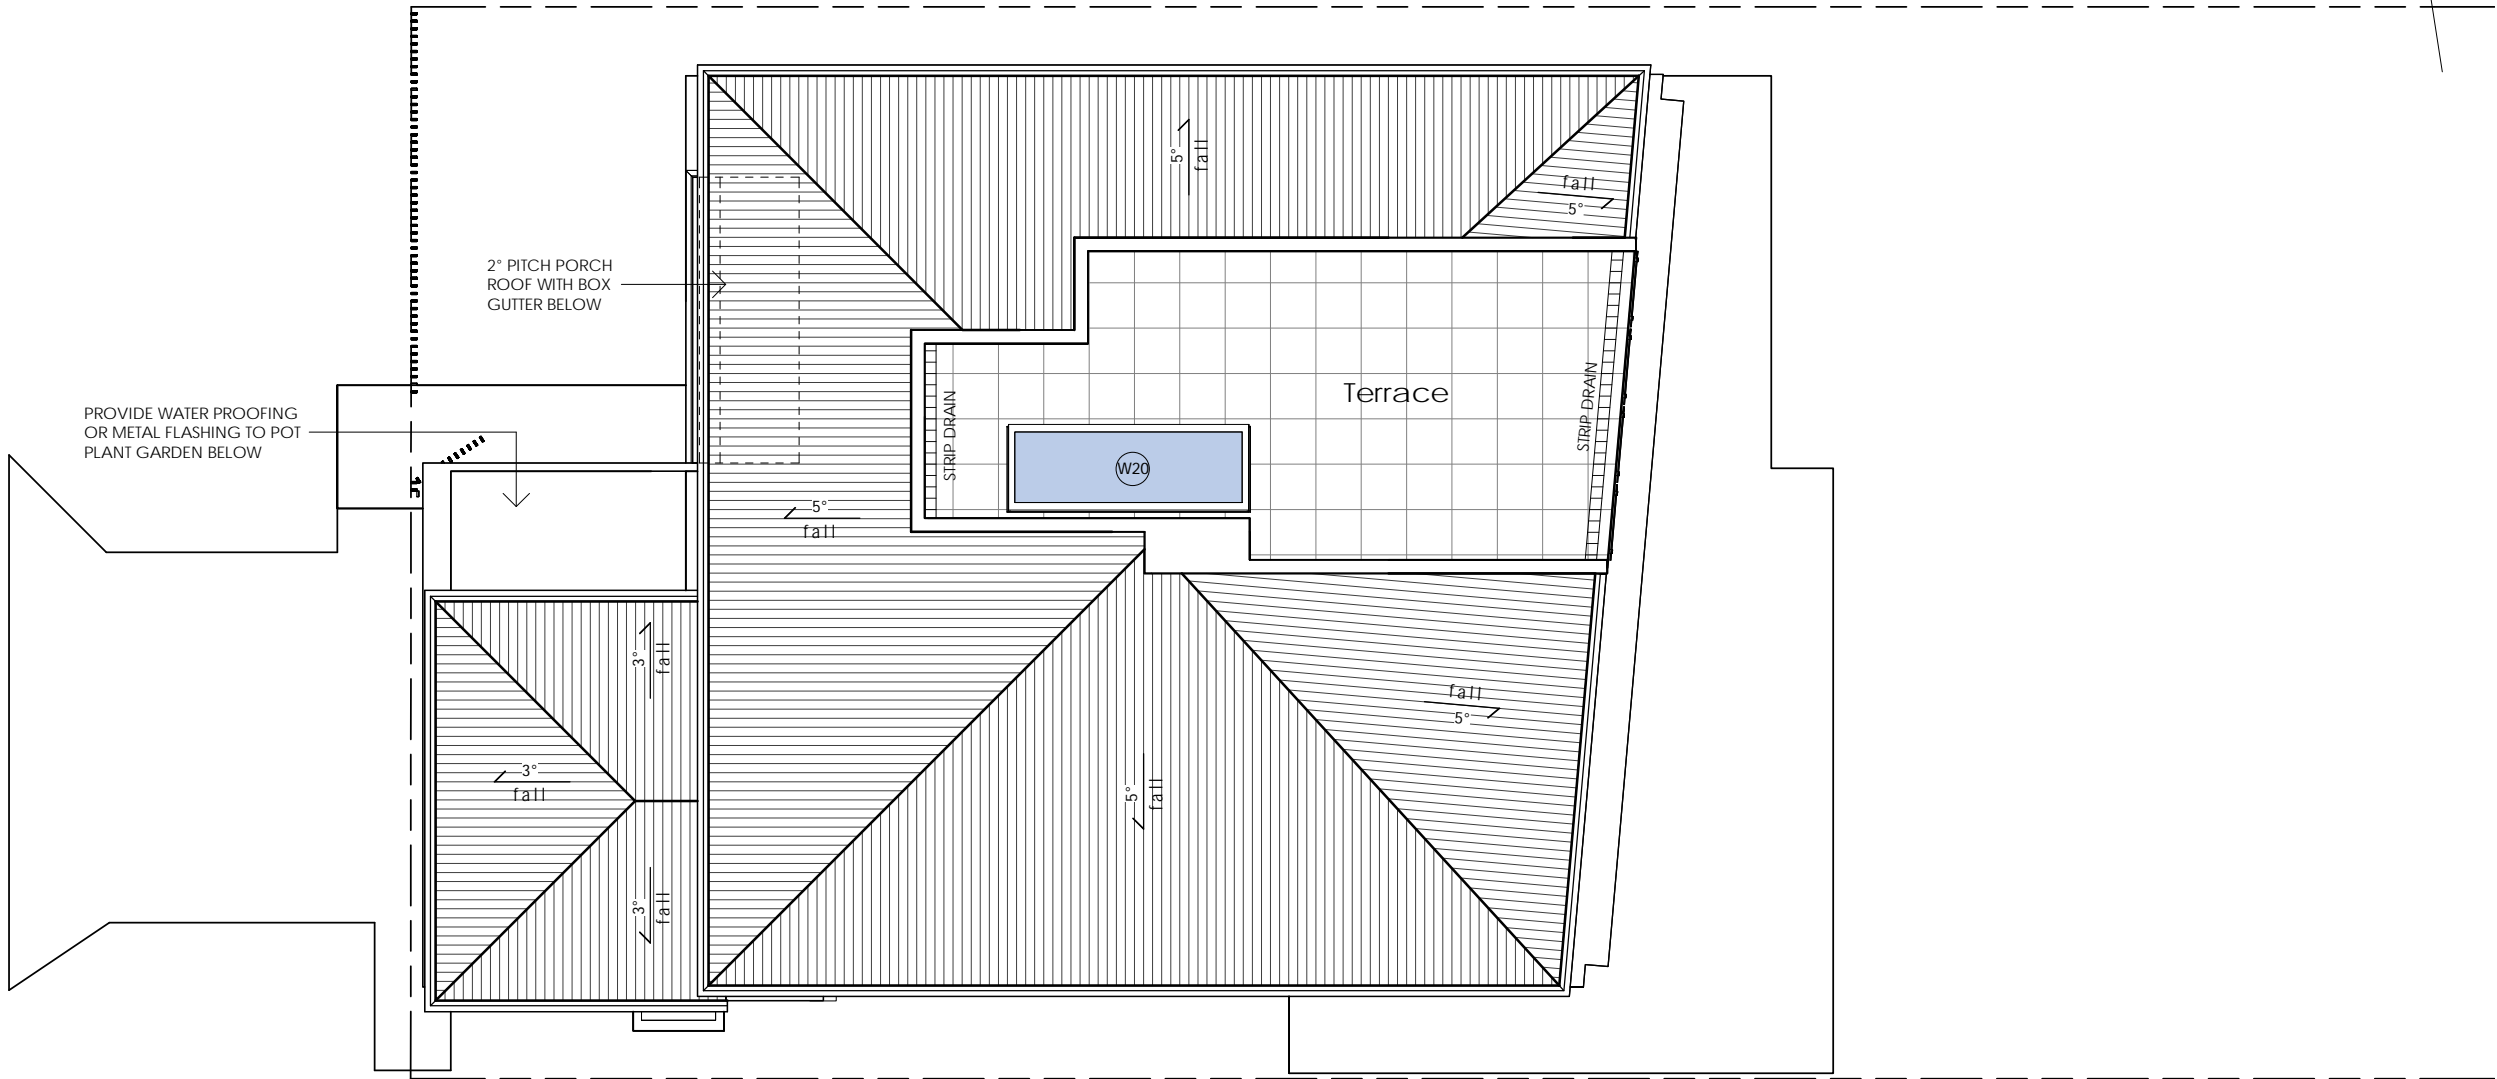 5°
fall
fall
5°
2° PITCH PORCH
ROOF WITH BOX
GUTTER BELOW
Terrace
STRIP DRAIN
STRIP DRAIN
PROVIDE WATER PROOFING
OR METAL FLASHING TO POT
PLANT GARDEN BELOW
W20
5°
fall
3°
fall
fall
5°
3°
fall
5°
fall
3°
fall